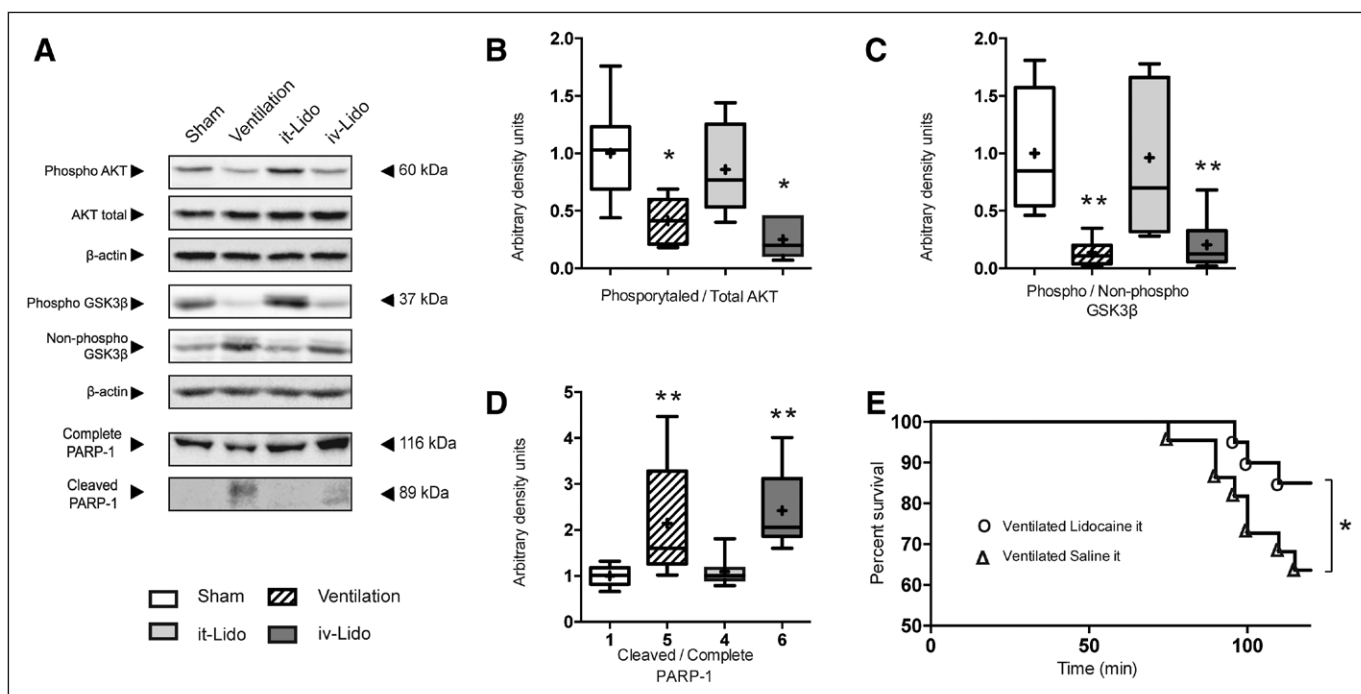 A
Sham
Ventilation
it-Lido
iv-Lido
Phospho AKT
60 kDa
AKT total
β-actin
Phospho GSK3β
37 kDa
Non-phospho
GSK3β
β-actin
Complete
PARP-1
116 kDa
Cleaved
PARP-1
89 kDa
Sham
Ventilation
it-Lido
iv-Lido
B
Arbitrary density units
2.0
1.5
1.0
0.5
0.0
*
*
Phosporytaled / Total AKT
C
Arbitrary density units
2.0
1.5
1.0
0.5
0.0
**
**
Phospho / Non-phospho
GSK3β
D
Arbitrary density units
5
4
3
2
1
0
**
**
1 5 4 6
Cleaved / Complete
PARP-1
E
Percent survival
100
90
80
70
60
50
Ventilated Lidocaine it
Ventilated Saline it
*
0 50 100
Time (min)